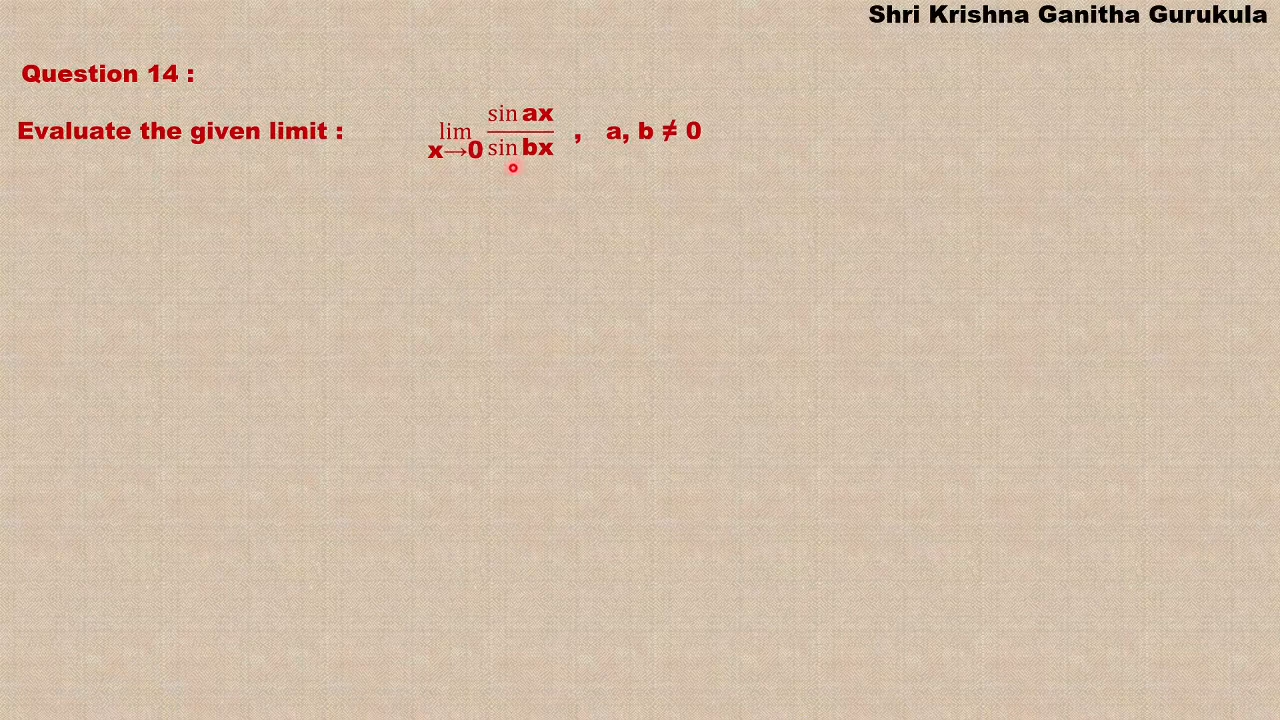 Shri Krishna Ganitha Gurukula
Question 14 :
Evaluate the given limit : lim x→0 sin ax / sin bx , a, b ≠ 0